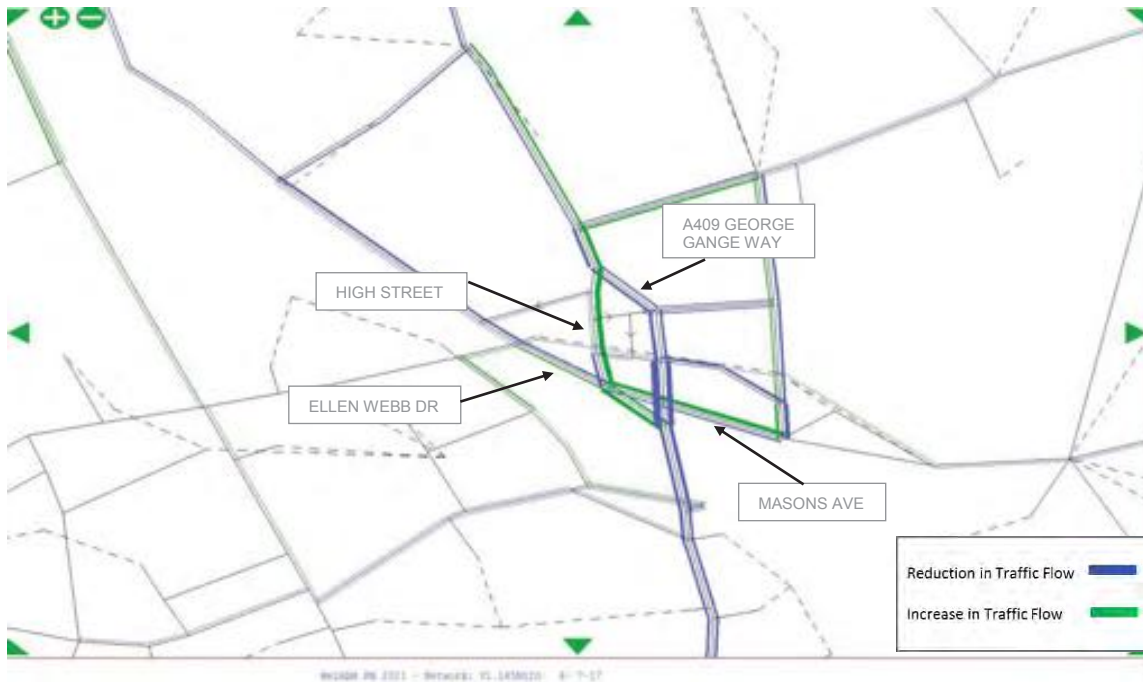 A409 GEORGE
GANGE WAY
HIGH STREET
ELLEN WEBB DR
MASONS AVE
Reduction in Traffic Flow
Increase in Traffic Flow